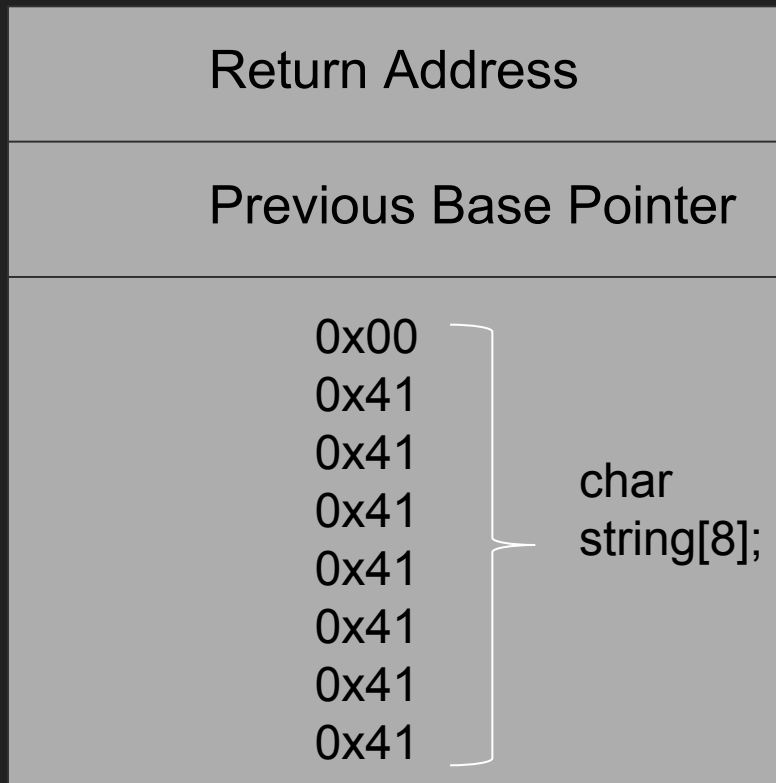 Return Address
Previous Base Pointer
0x00
0x41
0x41
0x41
0x41
0x41
0x41
0x41
char
string[8];